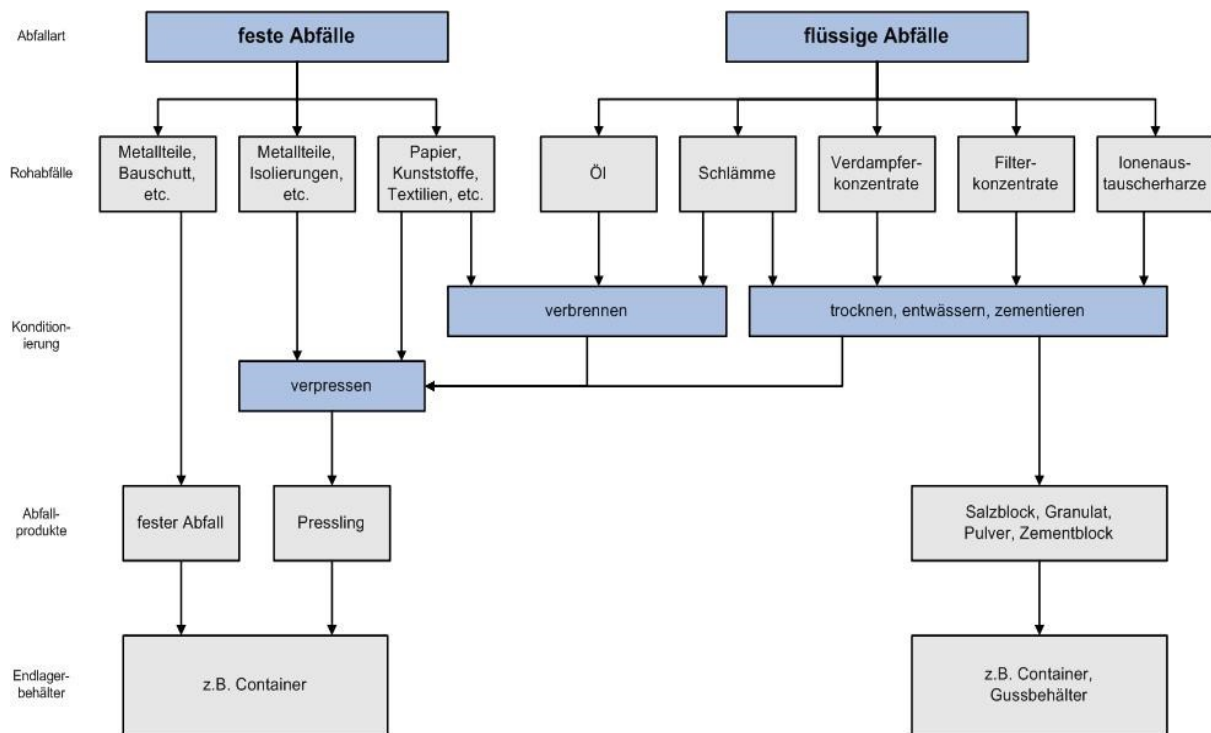 Abfallart
feste Abfälle
flüssige Abfälle
Rohabfälle
Metallteile,
Bauschutt,
etc.
Metallteile,
Isolierungen,
etc.
Papier,
Kunststoffe,
Textilien, etc.
Öl
Schlämme
Verdampfer-
konzentrate
Filter-
konzentrate
Ionenaus-
tauscherharze
Kondition-
ierung
verbrennen
trocknen, entwässern, zementieren
verpressen
Abfall-
produkte
fester Abfall
Pressling
Salzblock, Granulat,
Pulver, Zementblock
Endlager-
behälter
z.B. Container
z.B. Container,
Gussbehälter